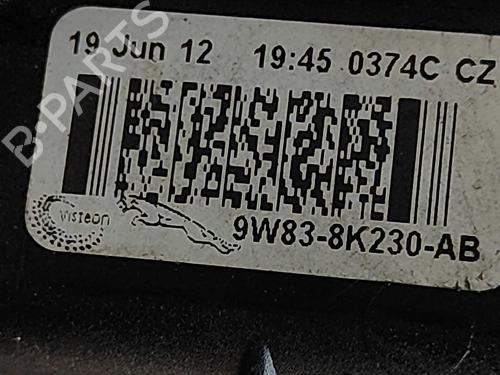 19 Jun 12 19:45 0374C CZ
B-PARTS
Visteon
9W83-8K230-AB